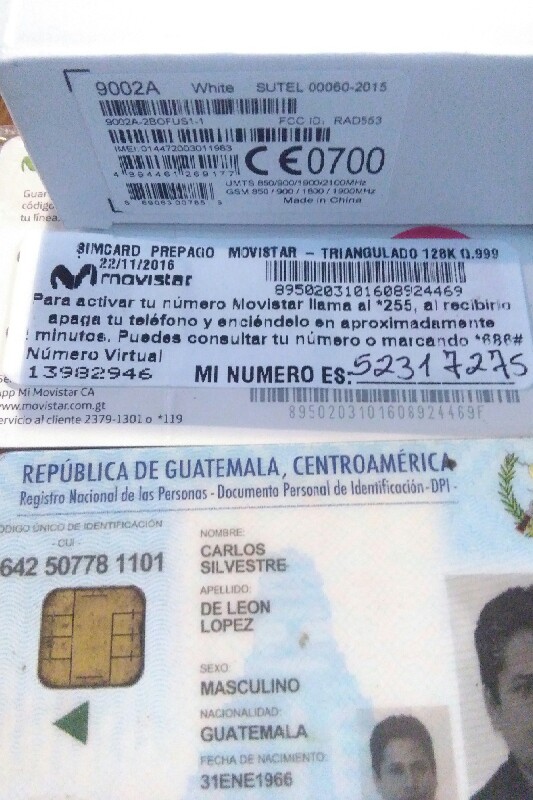 9002A White SUTEL 00060-2015
9002A-2BOFUS1-1 FCC ID: RAD553
IMEI:014472003011983
CE0700
4 894461 269177
UMTS 850/900/1900/2100MHz
GSM 850 / 900 / 1800 / 1900MHz
Made in China
Guar
código
tu línea.
SIMCARD PREPAGO MOVISTAR - TRIANGULADO 128K Q.999
22/11/2016
movistar
8950203101608924469
Para activar tu número Movistar llama al *255, al recibirlo
apaga tu teléfono y enciéndelo en aproximadamente
minutos. Puedes consultar tu número o marcando *686#
Número Virtual
13982946 MI NUMERO ES: 52317275
App Mi Movistar CA
www.movistar.com.gt
servicio al cliente 2379-1301 o *119
8950203101608924469F
REPÚBLICA DE GUATEMALA, CENTROAMÉRICA
Registro Nacional de las Personas - Documento Personal de Identificación -DPI -
CÓDIGO ÚNICO DE IDENTIFICACIÓN
- CUI -
642 50778 1101
NOMBRE:
CARLOS
SILVESTRE
APELLIDO:
DE LEON
LOPEZ
SEXO:
MASCULINO
NACIONALIDAD:
GUATEMALA
FECHA DE NACIMIENTO:
31ENE1966